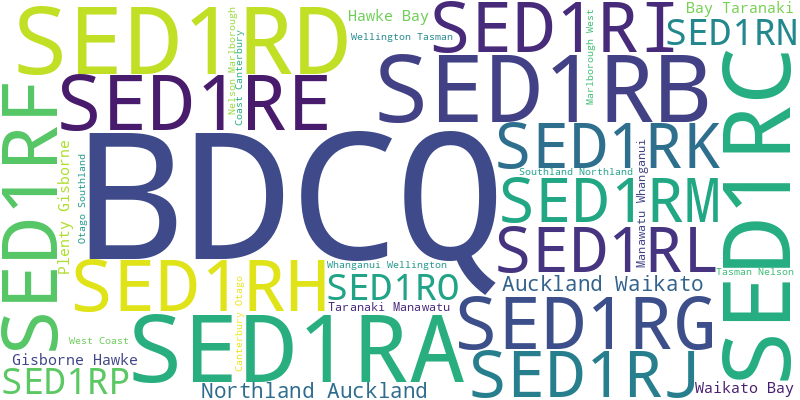 SED1RD
Hawke Bay
Wellington Tasman
SED1RI
Bay Taranaki
SED1RN
Nelson Marlborough
Coast Canterbury
Marlborough West
SED1RE
SED1RB
SED1RC
SED1RF
BDCQ
SED1RK
Southland Northland
SED1RM
Manawatu Whanganui
Plenty Gisborne
Otago Southland
SED1RL
SED1RH
Whanganui Wellington
SED1RO
Taranaki Manawatu
Auckland Waikato
Tasman Nelson
Canterbury Otago
SED1RA
SED1RG
West Coast
Gisborne Hawke
SED1RP
Northland Auckland
SED1RJ
Waikato Bay